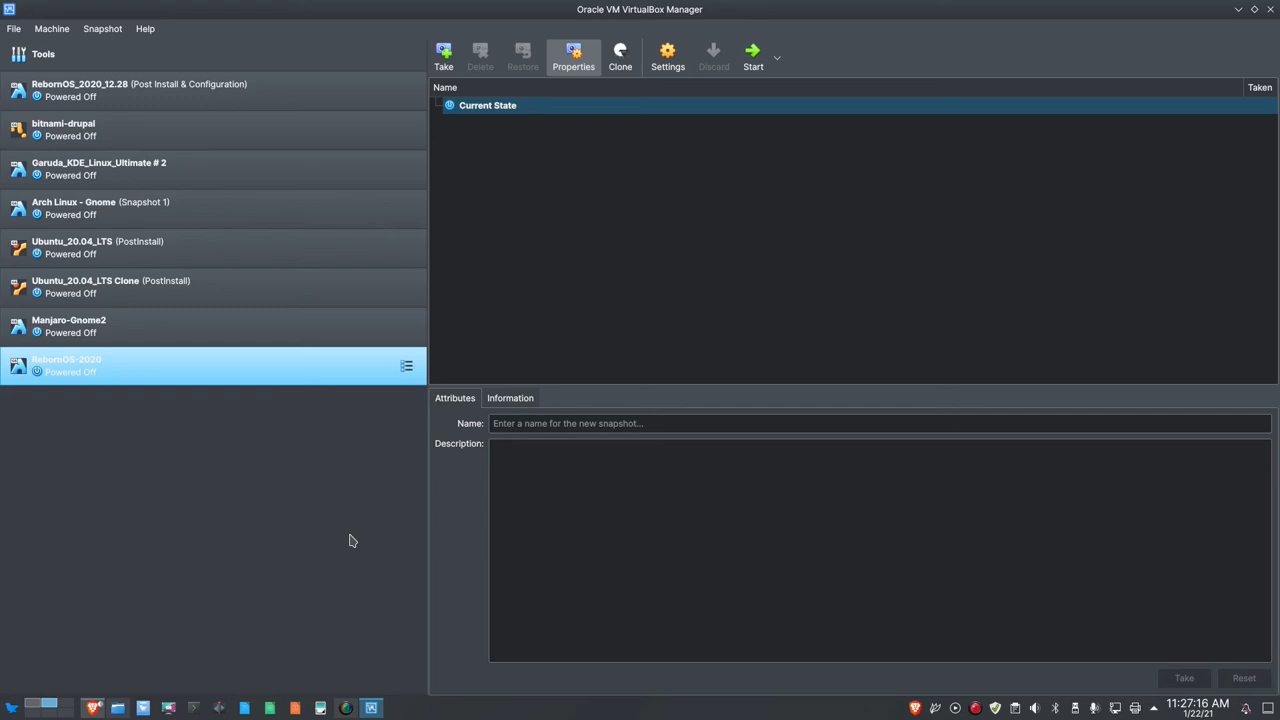 Oracle VM VirtualBox Manager
File Machine Snapshot Help
Tools
RebornOS_2020_12.28 (Post Install & Configuration)
Powered Off
bitnami-drupal
Powered Off
Garuda_KDE_Linux_Ultimate # 2
Powered Off
Arch Linux - Gnome (Snapshot 1)
Powered Off
Ubuntu_20.04_LTS (PostInstall)
Powered Off
Ubuntu_20.04_LTS Clone (PostInstall)
Powered Off
Manjaro-Gnome2
Powered Off
RebornOS-2020
Powered Off
Take Delete Restore Properties Clone Settings Discard Start
Name Taken
Current State
Attributes Information
Name: Enter a name for the new snapshot...
Description:
Take Reset
11:27:16 AM
1/22/21